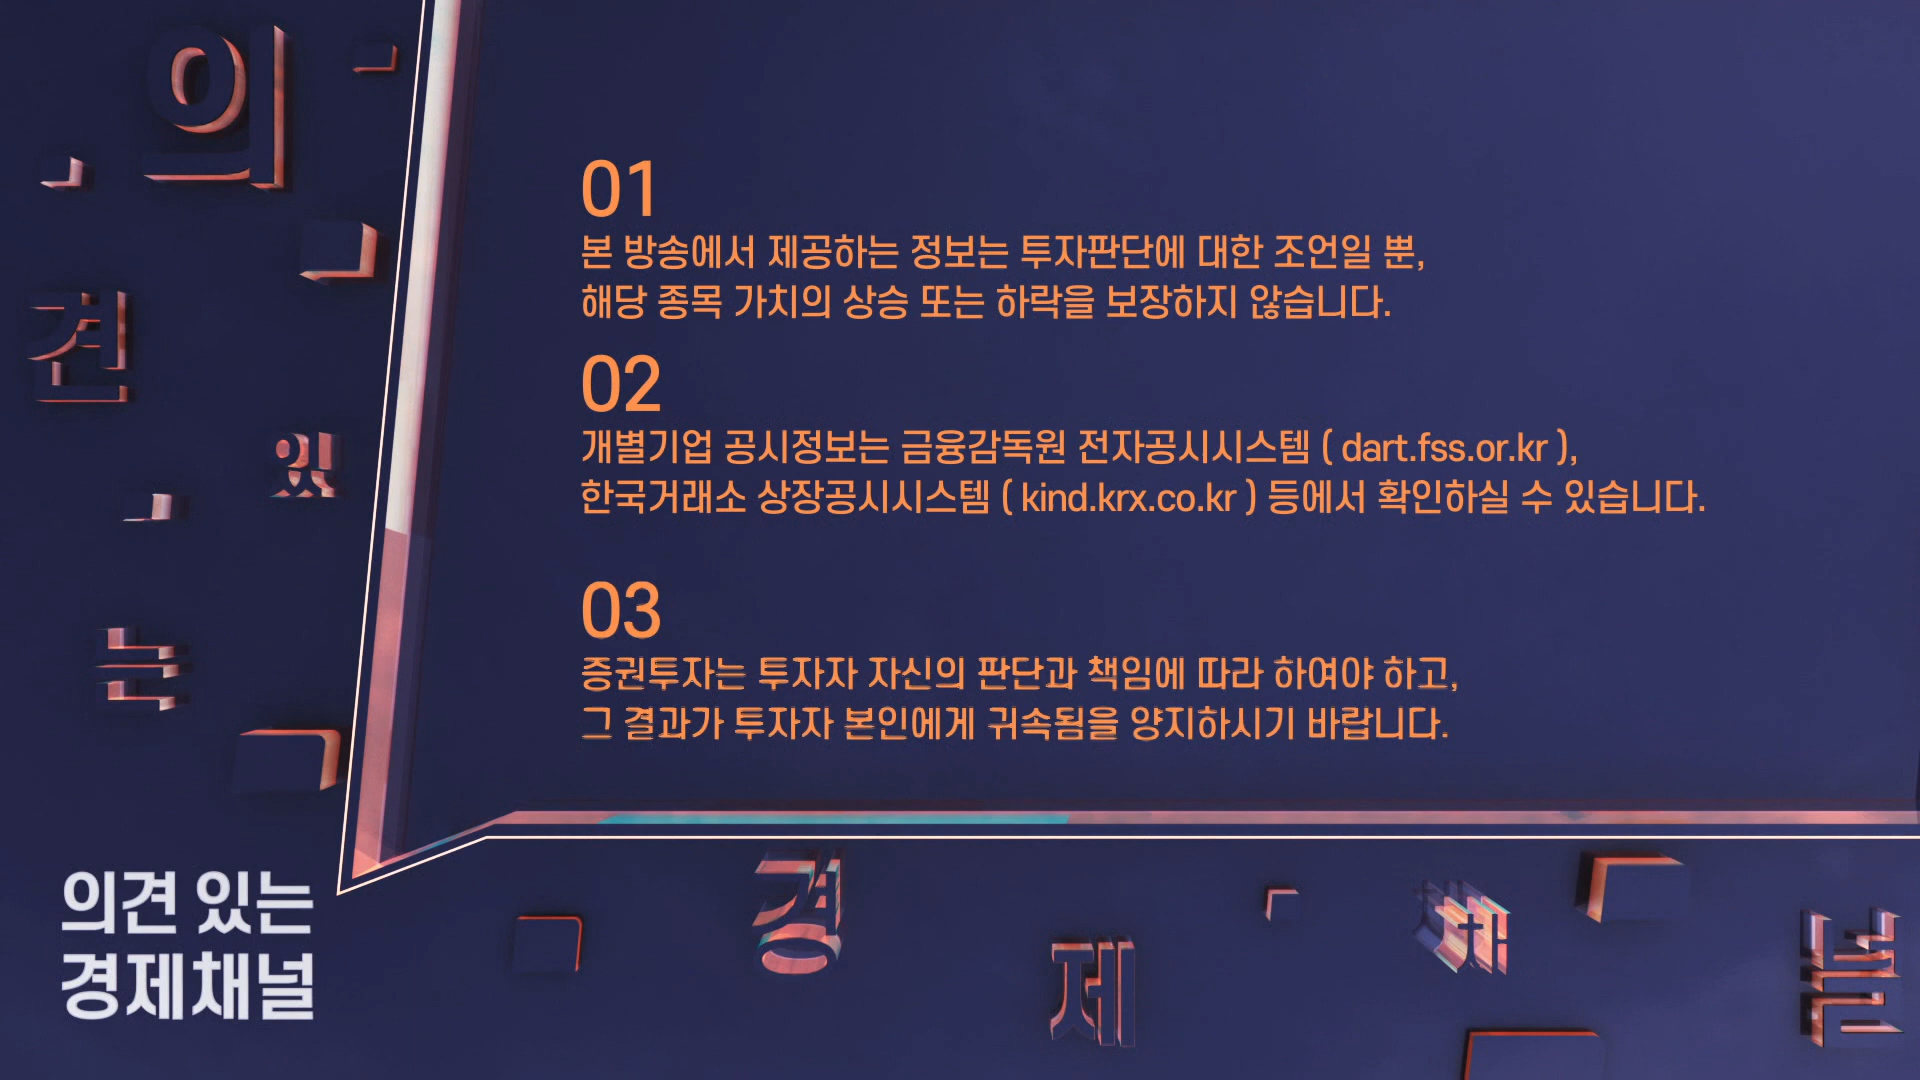 의
견
있
는
01
본 방송에서 제공하는 정보는 투자판단에 대한 조언일 뿐,
해당 종목 가치의 상승 또는 하락을 보장하지 않습니다.
02
개별기업 공시정보는 금융감독원 전자공시시스템 ( dart.fss.or.kr ),
한국거래소 상장공시시스템 ( kind.krx.co.kr ) 등에서 확인하실 수 있습니다.
03
증권투자는 투자자 자신의 판단과 책임에 따라 하여야 하고,
그 결과가 투자자 본인에게 귀속됨을 양지하시기 바랍니다.
의견 있는
경제채널
경
제
채
널